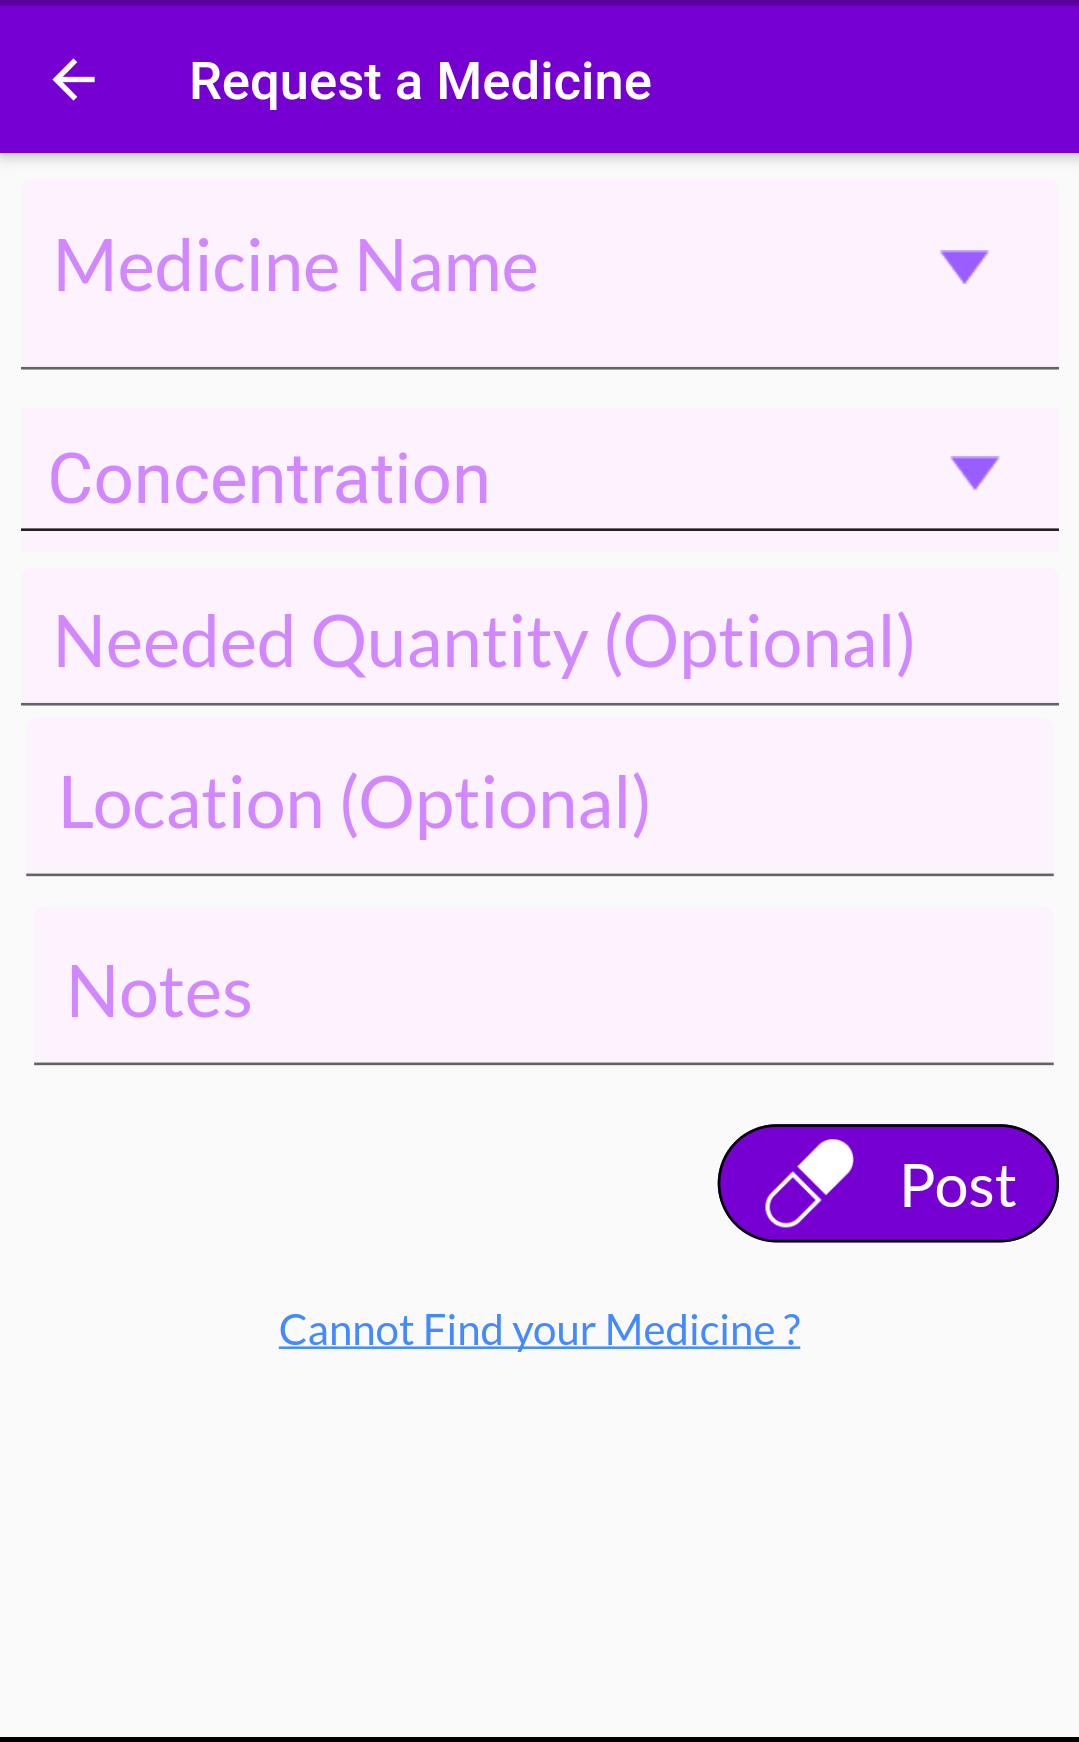 Request a Medicine
Medicine Name
Concentration
Needed Quantity (Optional)
Location (Optional)
Notes
Post
Cannot Find your Medicine ?